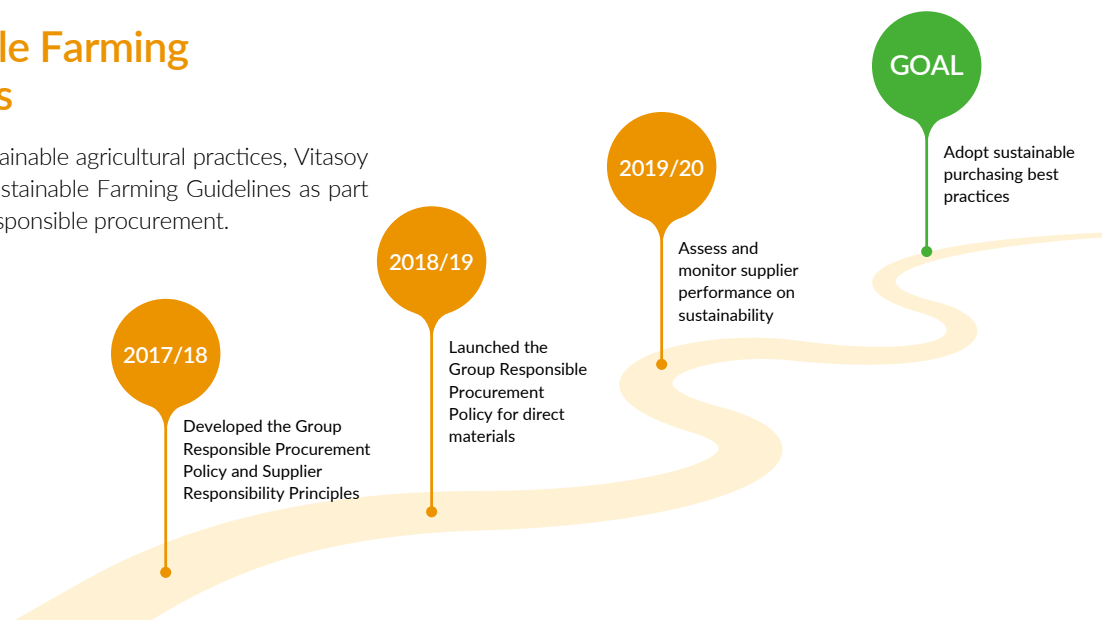 le Farming
s
ainable agricultural practices, Vitasoy
stainable Farming Guidelines as part
sponsible procurement.
2017/18
Developed the Group
Responsible Procurement
Policy and Supplier
Responsibility Principles
2018/19
Launched the
Group Responsible
Procurement
Policy for direct
materials
2019/20
Assess and
monitor supplier
performance on
sustainability
GOAL
Adopt sustainable
purchasing best
practices